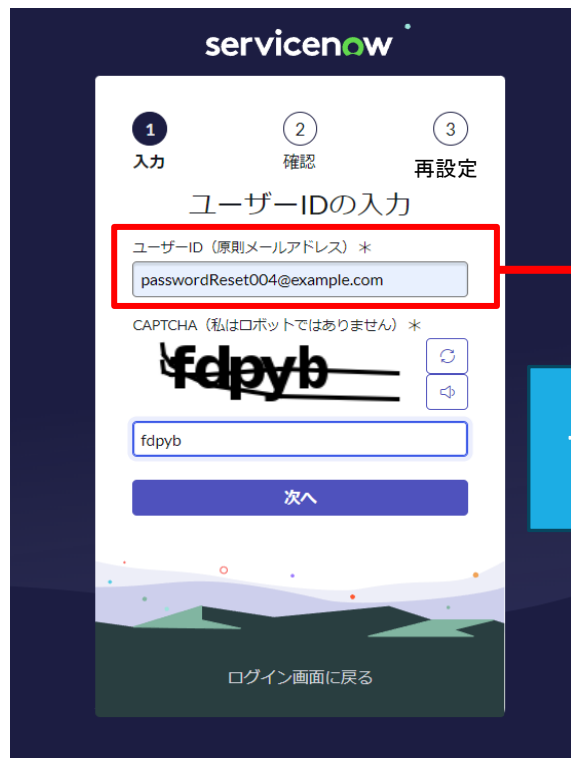 servicenow
1
2
3
入力
確認
再設定
ユーザーIDの入力
ユーザーID（原則メールアドレス）＊
passwordReset004@example.com
CAPTCHA（私はロボットではありません）＊
fdpyb
fdpyb
次へ
ログイン画面に戻る